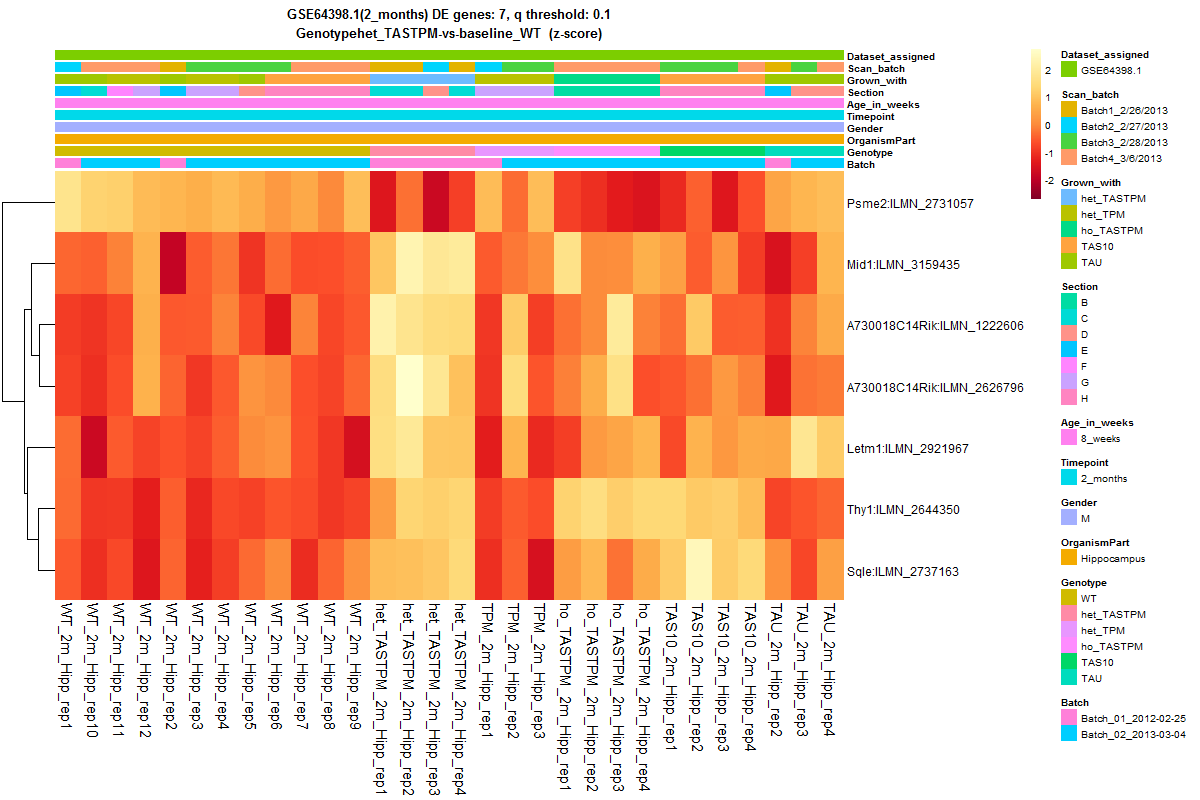 GSE64398.1(2_months) DE genes: 7, q threshold: 0.1
Genotypehet_TASTPM-vs-baseline_WT (z-score)
Dataset_assigned
Scan_batch
Grown_with
Section
Age_in_weeks
Timepoint
Gender
OrganismPart
Genotype
Batch
Psme2:ILMN_2731057
Mid1:ILMN_3159435
A730018C14Rik:ILMN_1222606
A730018C14Rik:ILMN_2626796
Letm1:ILMN_2921967
Thy1:ILMN_2644350
Sqle:ILMN_2737163
WT_2m_Hipp_rep1
WT_2m_Hipp_rep10
WT_2m_Hipp_rep11
WT_2m_Hipp_rep12
WT_2m_Hipp_rep2
WT_2m_Hipp_rep3
WT_2m_Hipp_rep4
WT_2m_Hipp_rep5
WT_2m_Hipp_rep6
WT_2m_Hipp_rep7
WT_2m_Hipp_rep8
WT_2m_Hipp_rep9
het_TASTPM_2m_Hipp_rep1
het_TASTPM_2m_Hipp_rep2
het_TASTPM_2m_Hipp_rep3
het_TASTPM_2m_Hipp_rep4
TPM_2m_Hipp_rep1
TPM_2m_Hipp_rep2
TPM_2m_Hipp_rep3
ho_TASTPM_2m_Hipp_rep1
ho_TASTPM_2m_Hipp_rep2
ho_TASTPM_2m_Hipp_rep3
ho_TASTPM_2m_Hipp_rep4
TAS10_2m_Hipp_rep1
TAS10_2m_Hipp_rep2
TAS10_2m_Hipp_rep3
TAS10_2m_Hipp_rep4
TAU_2m_Hipp_rep2
TAU_2m_Hipp_rep3
TAU_2m_Hipp_rep4
2
1
0
-1
-2
Dataset_assigned
GSE64398.1
Scan_batch
Batch1_2/26/2013
Batch2_2/27/2013
Batch3_2/28/2013
Batch4_3/6/2013
Grown_with
het_TASTPM
het_TPM
ho_TASTPM
TAS10
TAU
Section
B
C
D
E
F
G
H
Age_in_weeks
8_weeks
Timepoint
2_months
Gender
M
OrganismPart
Hippocampus
Genotype
WT
het_TASTPM
het_TPM
ho_TASTPM
TAS10
TAU
Batch
Batch_01_2012-02-25
Batch_02_2013-03-04